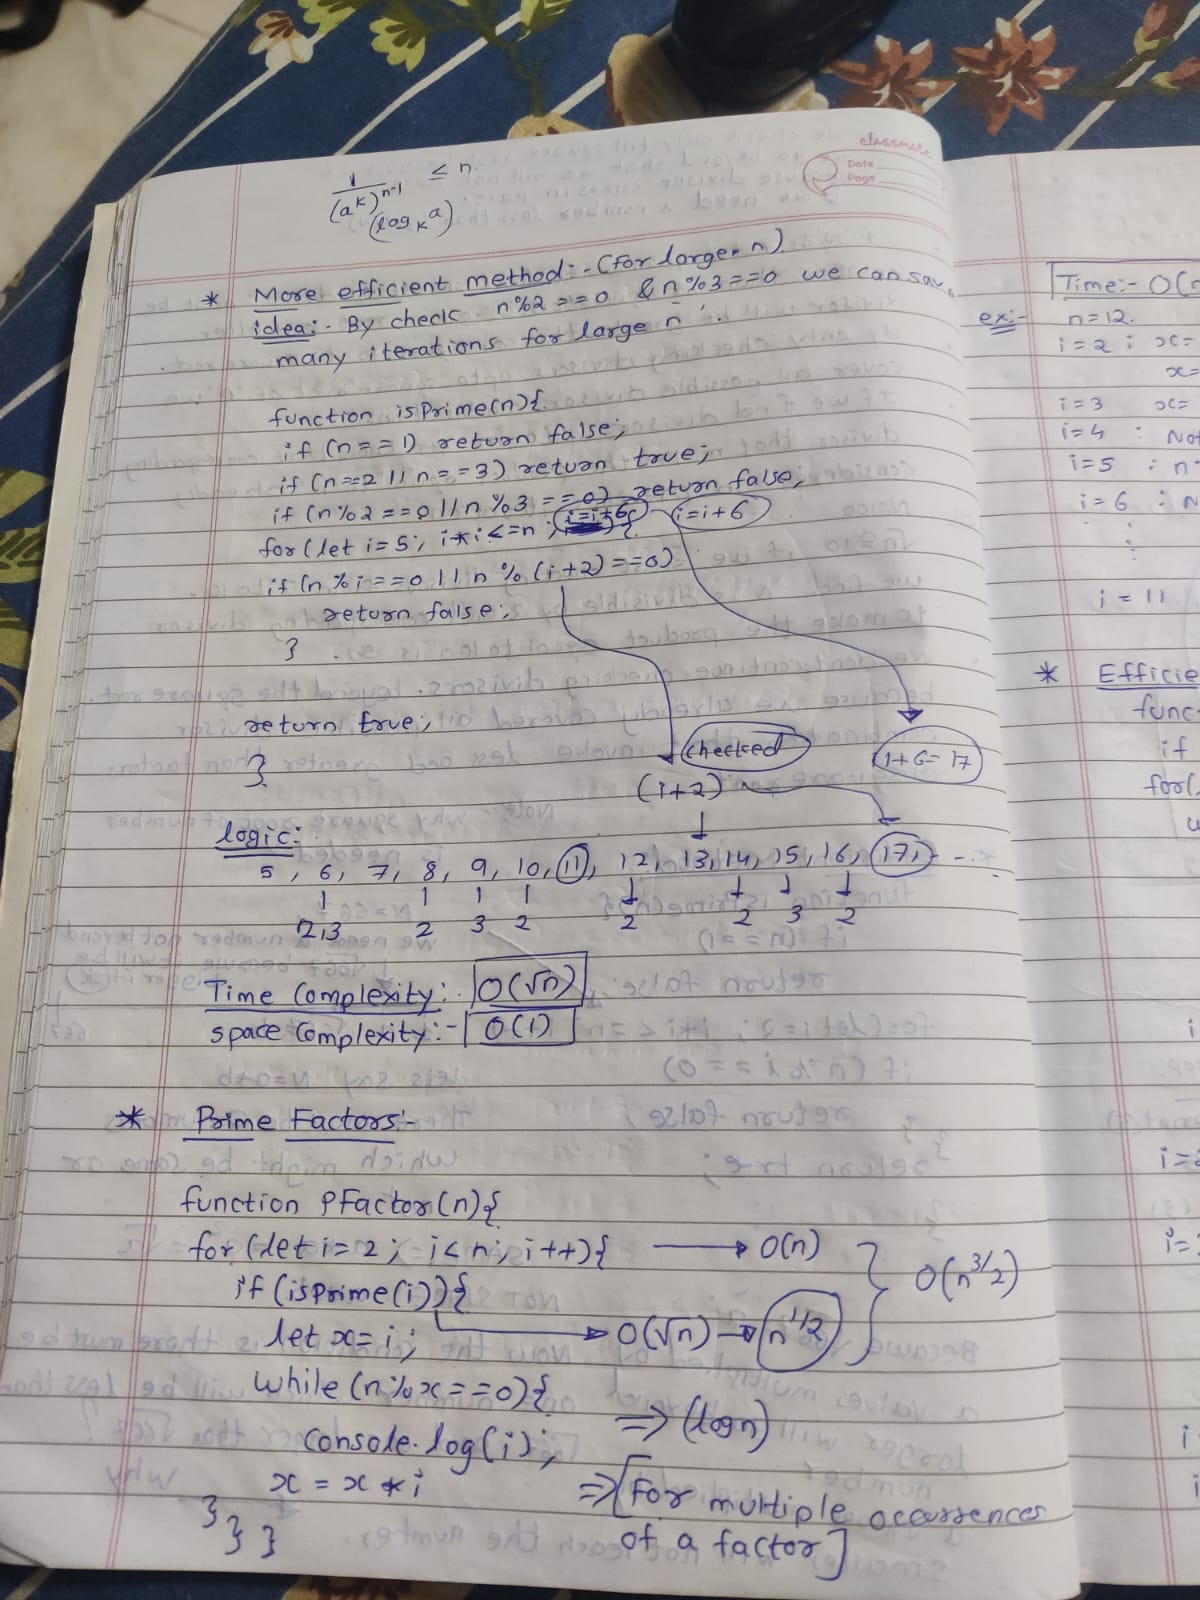 classmate
Date
Page
1/(a^k)^n-1 ≤ n.
(log_k a)
* More efficient method:- (For larger n)
idea:- By check n%2==0 & n%3==0 we can save
many iterations for large n
function isPrime(n){
if (n==1) return false;
if (n==2 || n==3) return true;
if (n%2==0 || n%3==0) return false;
for(let i=5; i*i<=n; i=i+6){ i=i+6
if (n%i==0 || n%(i+2)==0)
return false;
}
return true;
}
checked
11+6=17
(i+2)
logic:
5, 6, 7, 8, 9, 10, 11, 12, 13, 14, 15, 16, 17, - -
2,3 2 3 2 2 2 3 2
Time Complexity:- O(√n)
space Complexity:- O(1)
* Prime Factors:-
function PFactor(n){
for (let i=2; i<n; i++){ → O(n)
O(n^3/2)
if (isPrime(i)){
let x=i; → O(√n) → n^1/2
while (n%x==0){
⇒ (logn)
console.log(i);
x = x * i ⇒ [For multiple occurrences
of a factor]
} } }
Time:- O(n
ex:- n=12.
i=2 ; x=
x=
i=3 x=
i=4 : Not
i=5 : n
i=6 : N
i=11
* Efficie
func
if
for(
i
i=
i=
i
i